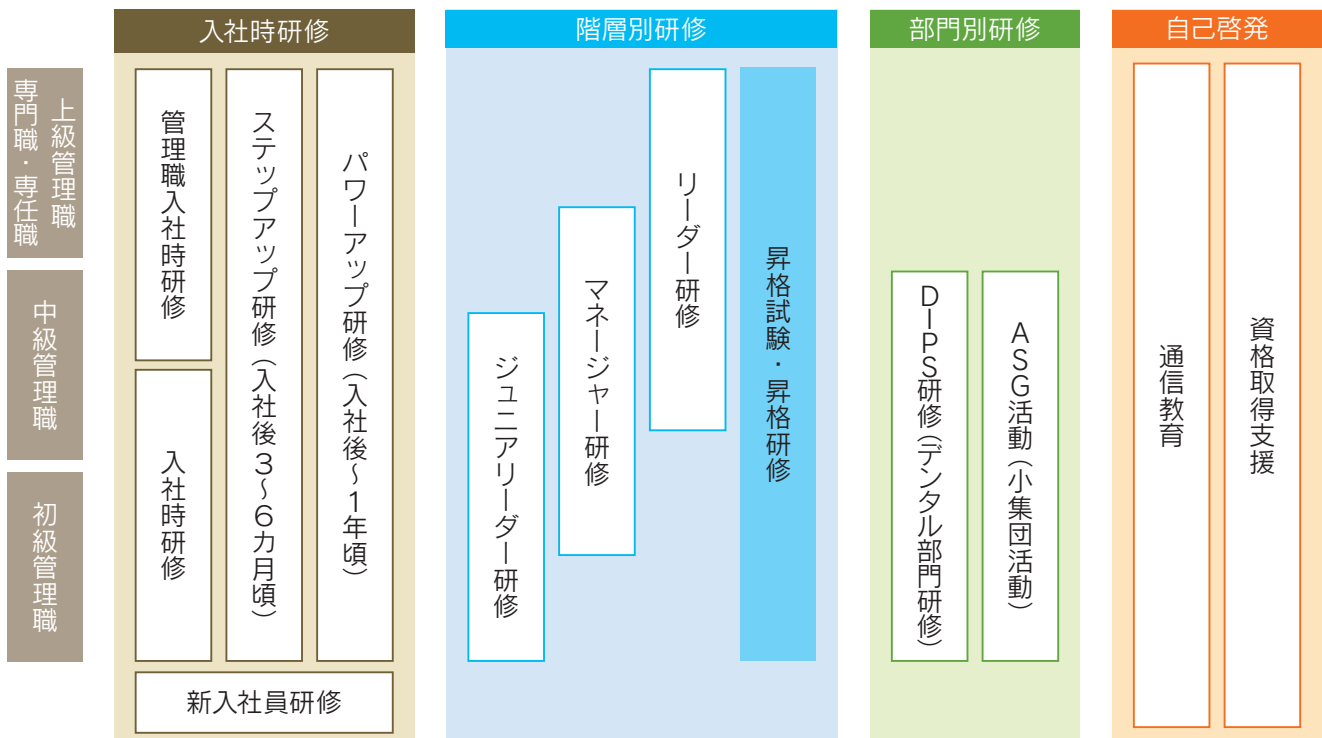 入社時研修
階層別研修
部門別研修
自己啓発
上級管理職
専門職・専任職
中級管理職
初級管理職
管理職入社時研修
入社時研修
ステップアップ研修（入社後３〜６カ月頃）
パワーアップ研修（入社後〜１年頃）
新入社員研修
ジュニアリーダー研修
マネージャー研修
リーダー研修
昇格試験・昇格研修
DIPS研修（デンタル部門研修）
ASG活動（小集団活動）
通信教育
資格取得支援